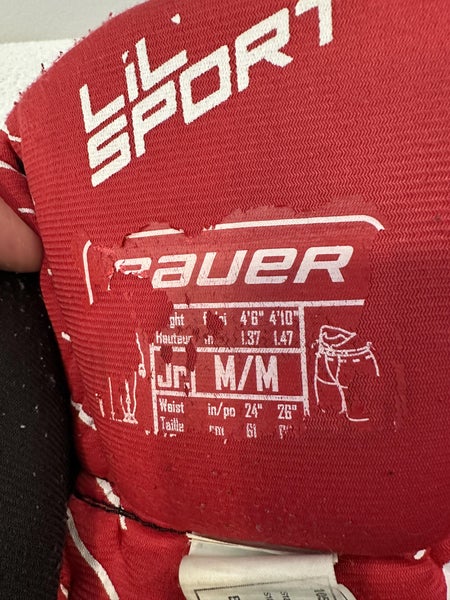 LiL
SPORT
BAUER
4'6" 4'10"
Hauteur 1.37 1.47
Jr. M/M
Waist in/po 24" 26"
Taille cm 61